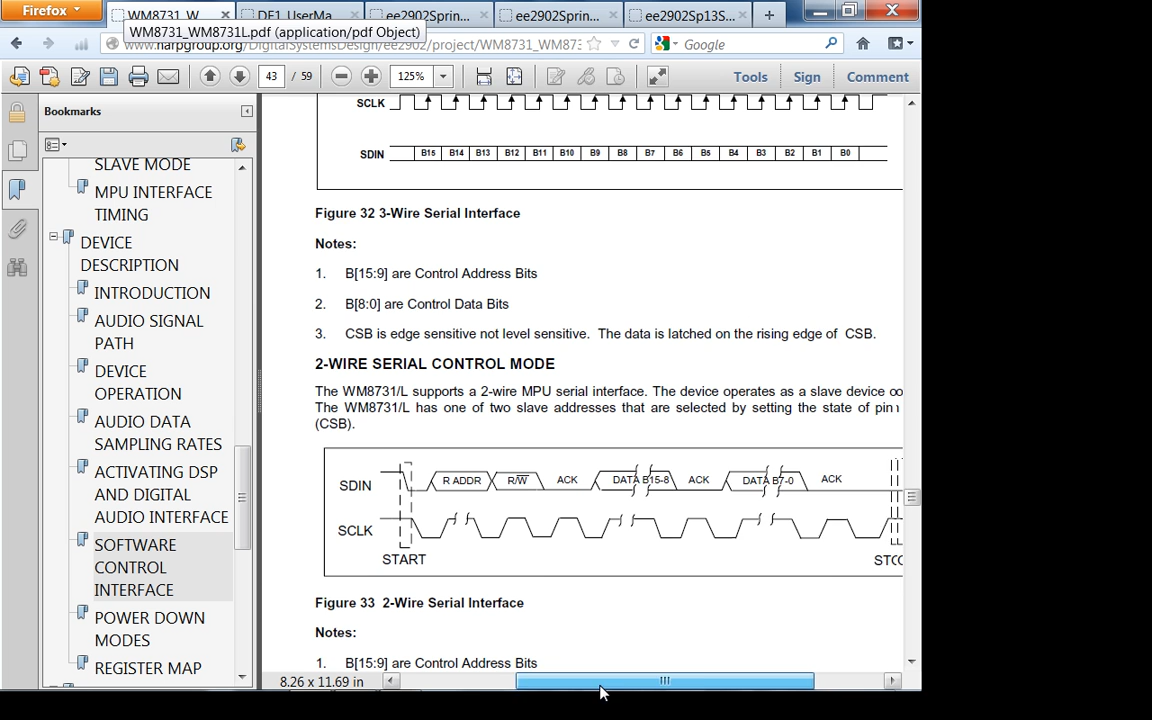 Firefox
WM8731_W
DE1_UserMa
ee2902Sprin...
ee2902Sprin...
ee2902Sp13S...
WM8731_WM8731L.pdf (application/pdf Object)
www.harpgroup.org/DigitalSystemsDesign/ee2902/project/WM8731_WM873
Google
43 / 59
125%
Tools
Sign
Comment
Bookmarks
SLAVE MODE
MPU INTERFACE
TIMING
DEVICE
DESCRIPTION
INTRODUCTION
AUDIO SIGNAL
PATH
DEVICE
OPERATION
AUDIO DATA
SAMPLING RATES
ACTIVATING DSP
AND DIGITAL
AUDIO INTERFACE
SOFTWARE
CONTROL
INTERFACE
POWER DOWN
MODES
REGISTER MAP
SCLK
SDIN B15 B14 B13 B12 B11 B10 B9 B8 B7 B6 B5 B4 B3 B2 B1 B0
Figure 32 3-Wire Serial Interface
Notes:
1. B[15:9] are Control Address Bits
2. B[8:0] are Control Data Bits
3. CSB is edge sensitive not level sensitive. The data is latched on the rising edge of CSB.
2-WIRE SERIAL CONTROL MODE
The WM8731/L supports a 2-wire MPU serial interface. The device operates as a slave device
The WM8731/L has one of two slave addresses that are selected by setting the state of pin
(CSB).
SDIN R ADDR R/W ACK DATA B15-8 ACK DATA B7-0 ACK
SCLK
START
Figure 33 2-Wire Serial Interface
Notes:
1. B[15:9] are Control Address Bits
8.26 x 11.69 in